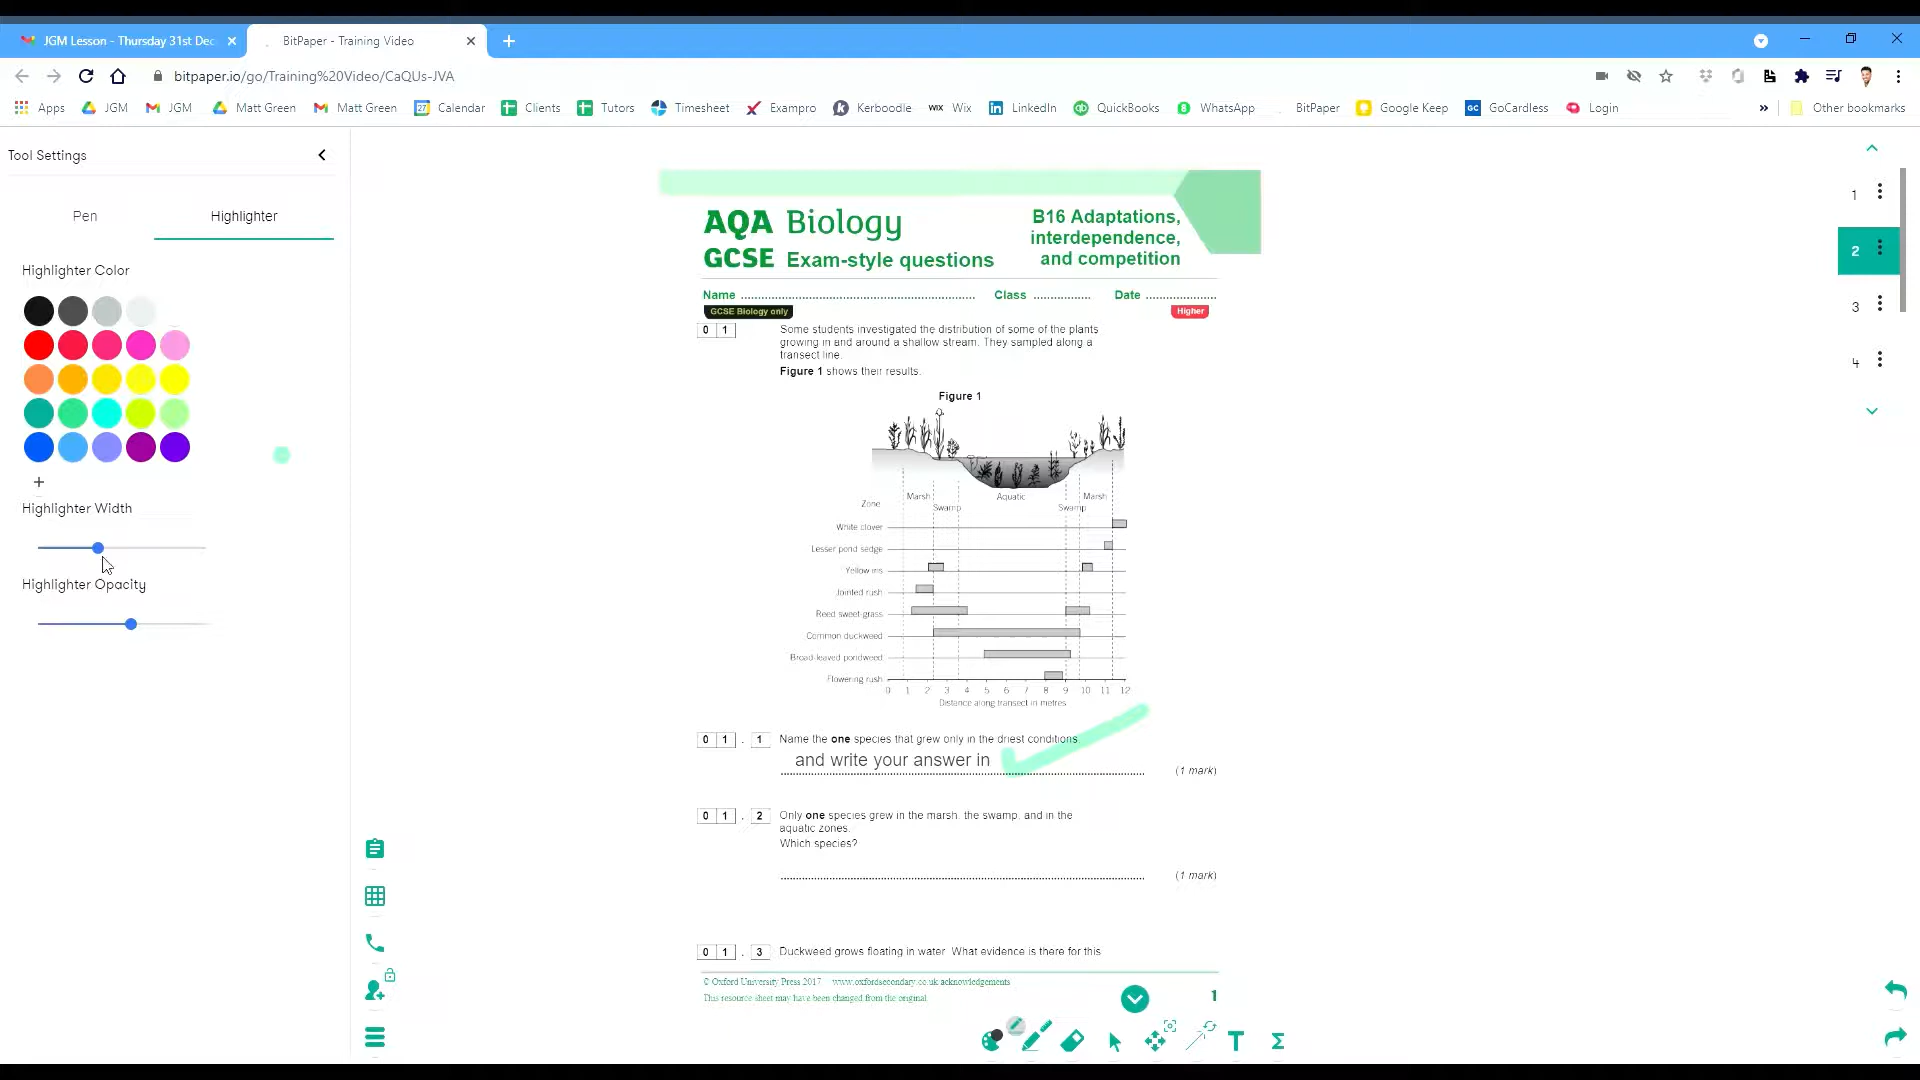 JGM Lesson - Thursday 31st Dec
BitPaper - Training Video
bitpaper.io/go/Training%20Video/CaQUs-JVA
Apps JGM JGM Matt Green Matt Green 27 Calendar Clients Tutors Timesheet Exampro k Kerboodle WIX Wix in LinkedIn qb QuickBooks 8 WhatsApp BitPaper Google Keep GC GoCardless Login » Other bookmarks
Tool Settings
Pen Highlighter
Highlighter Color
+
Highlighter Width
Highlighter Opacity
AQA Biology
GCSE Exam-style questions
B16 Adaptations,
interdependence,
and competition
Name Class Date
GCSE Biology only Higher
0 1 Some students investigated the distribution of some of the plants
growing in and around a shallow stream. They sampled along a
transect line.
Figure 1 shows their results.
Figure 1
Zone Marsh Swamp Aquatic Swamp Marsh
White clover
Lesser pond sedge
Yellow iris
Jointed rush
Reed sweet-grass
Common duckweed
Broad-leaved pondweed
Flowering rush
0 1 2 3 4 5 6 7 8 9 10 11 12
Distance along transect in metres
0 1 . 1 Name the one species that grew only in the driest conditions.
and write your answer in
(1 mark)
0 1 . 2 Only one species grew in the marsh, the swamp, and in the
aquatic zones.
Which species?
(1 mark)
0 1 . 3 Duckweed grows floating in water. What evidence is there for this
© Oxford University Press 2017 www.oxfordsecondary.co.uk/acknowledgements
This resource sheet may have been changed from the original.
1
T Σ
1
2
3
4